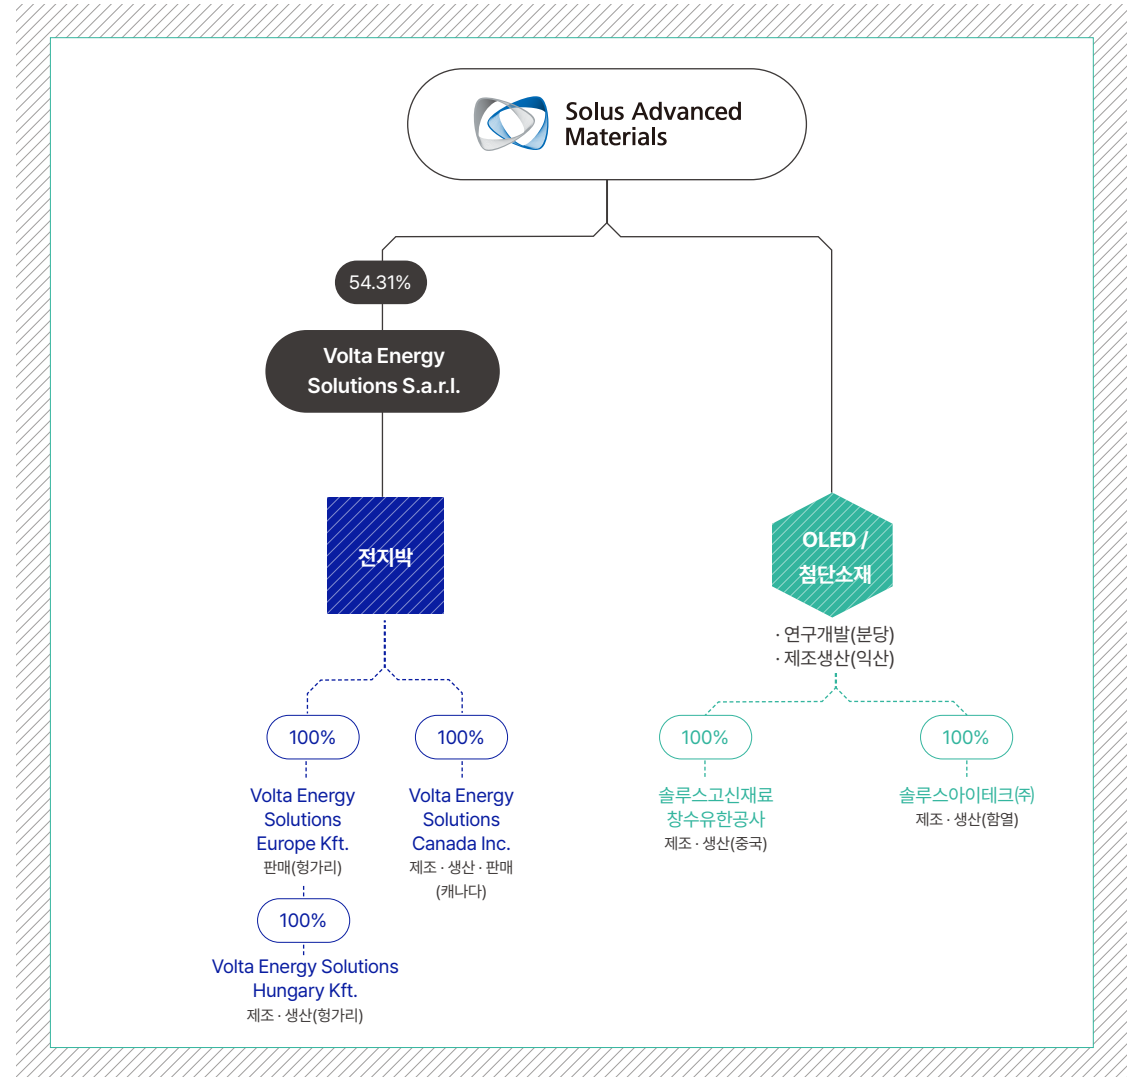 Solus Advanced
Materials
54.31%
Volta Energy
Solutions S.a.r.l.
전지박
OLED /
첨단소재
· 연구개발(분당)
· 제조생산(익산)
100%
100%
100%
100%
Volta Energy
Solutions
Europe Kft.
판매(헝가리)
Volta Energy
Solutions
Canada Inc.
제조 · 생산 · 판매
(캐나다)
솔루스고신재료
창수유한공사
제조 · 생산(중국)
솔루스아이테크㈜
제조 · 생산(함열)
100%
Volta Energy Solutions
Hungary Kft.
제조 · 생산(헝가리)